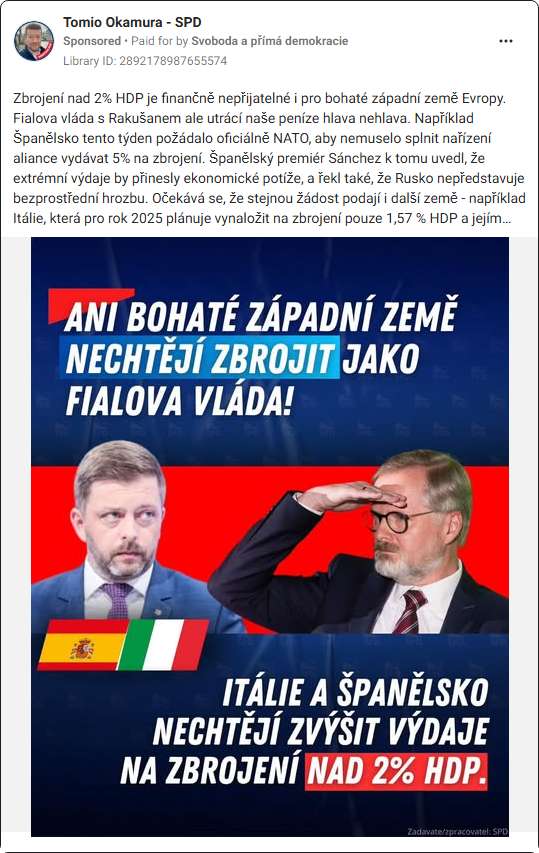 Tomio Okamura - SPD
Sponsored • Paid for by Svoboda a přímá demokracie
Library ID: 2892178987655574
Zbrojení nad 2% HDP je finančně nepřijatelné i pro bohaté západní země Evropy.
Fialova vláda s Rakušanem ale utrácí naše peníze hlava nehlava. Například
Španělsko tento týden požádalo oficiálně NATO, aby nemuselo splnit nařízení
aliance vydávat 5% na zbrojení. Španělský premiér Sánchez k tomu uvedl, že
extrémní výdaje by přinesly ekonomické potíže, a řekl také, že Rusko nepředstavuje
bezprostřední hrozbu. Očekává se, že stejnou žádost podají i další země - například
Itálie, která pro rok 2025 plánuje vynaložit na zbrojení pouze 1,57 % HDP a jejím…
ANI BOHATÉ ZÁPADNÍ ZEMĚ
NECHTĚJÍ ZBROJIT JAKO
FIALOVA VLÁDA!
ITÁLIE A ŠPANĚLSKO
NECHTĚJÍ ZVÝŠIT VÝDAJE
NA ZBROJENÍ NAD 2% HDP.
Zadavate/zpracovatel: SPD